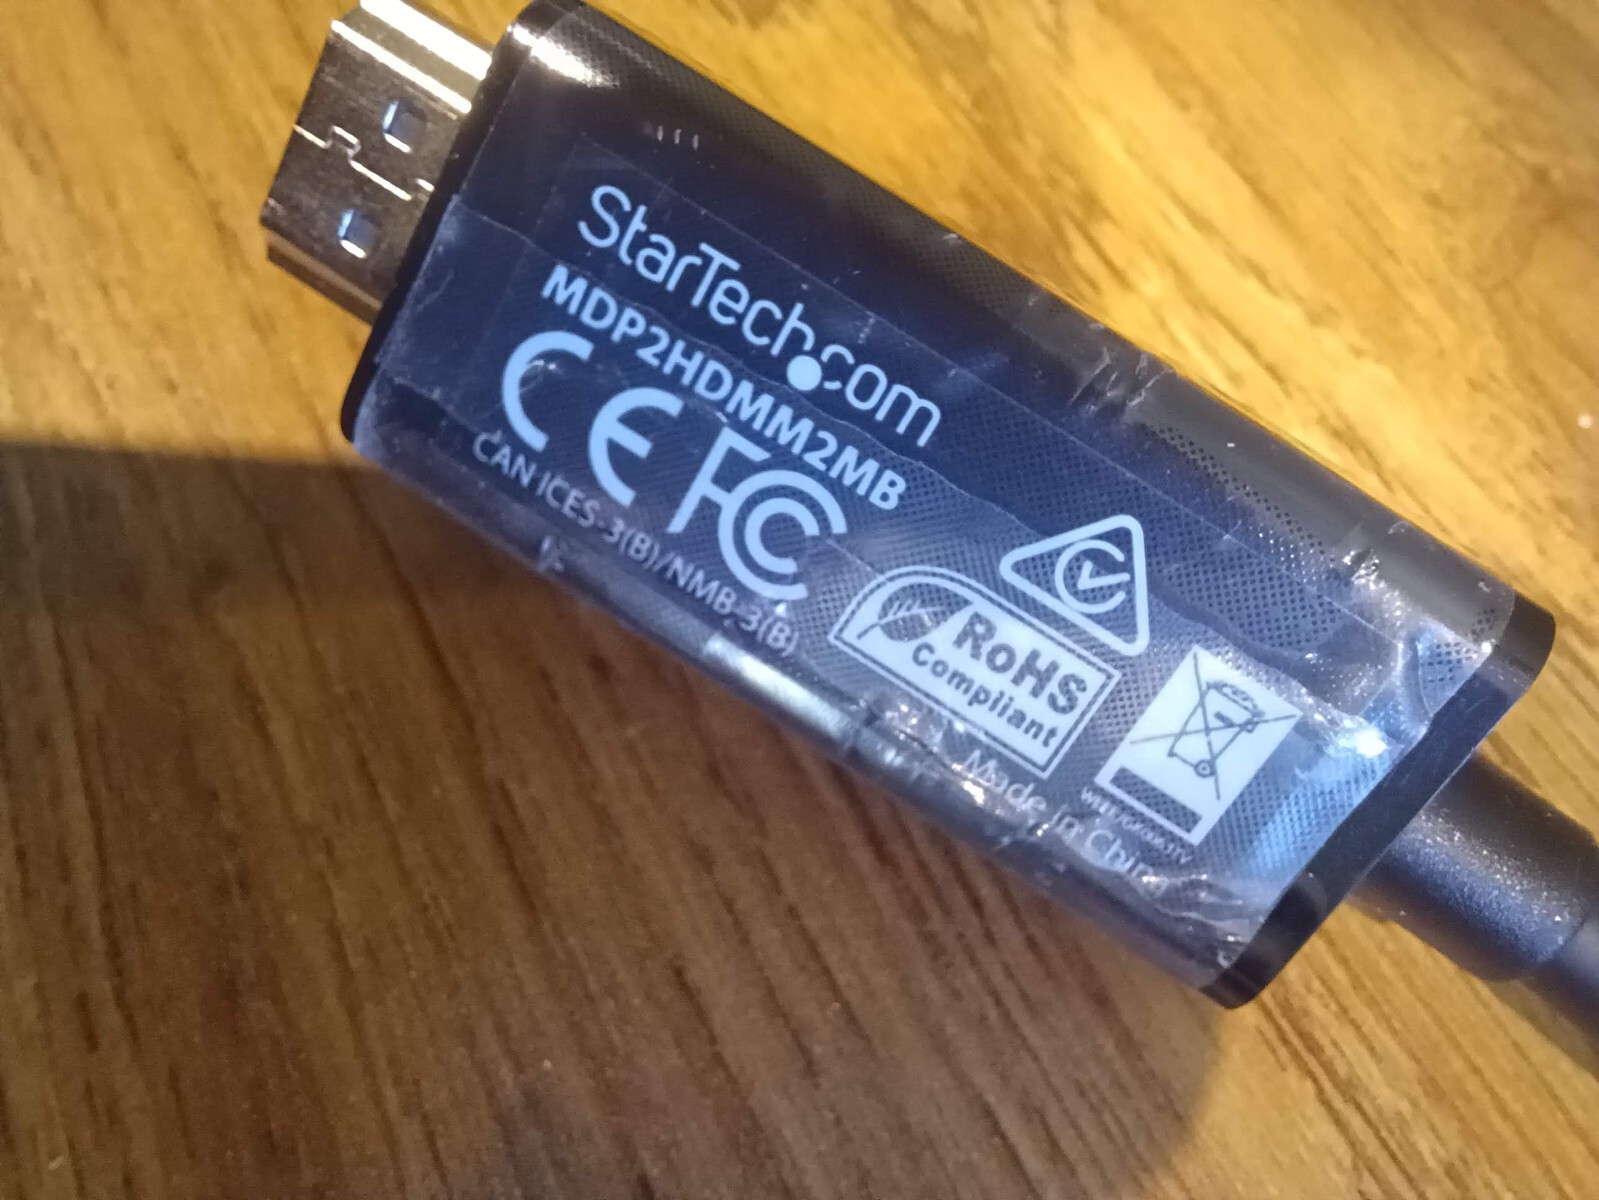 StarTech.com
MDP2HDMM2MB
CE FC
CAN ICES-3(B)/NMB-3(B)
RoHS
Compliant
Made in China